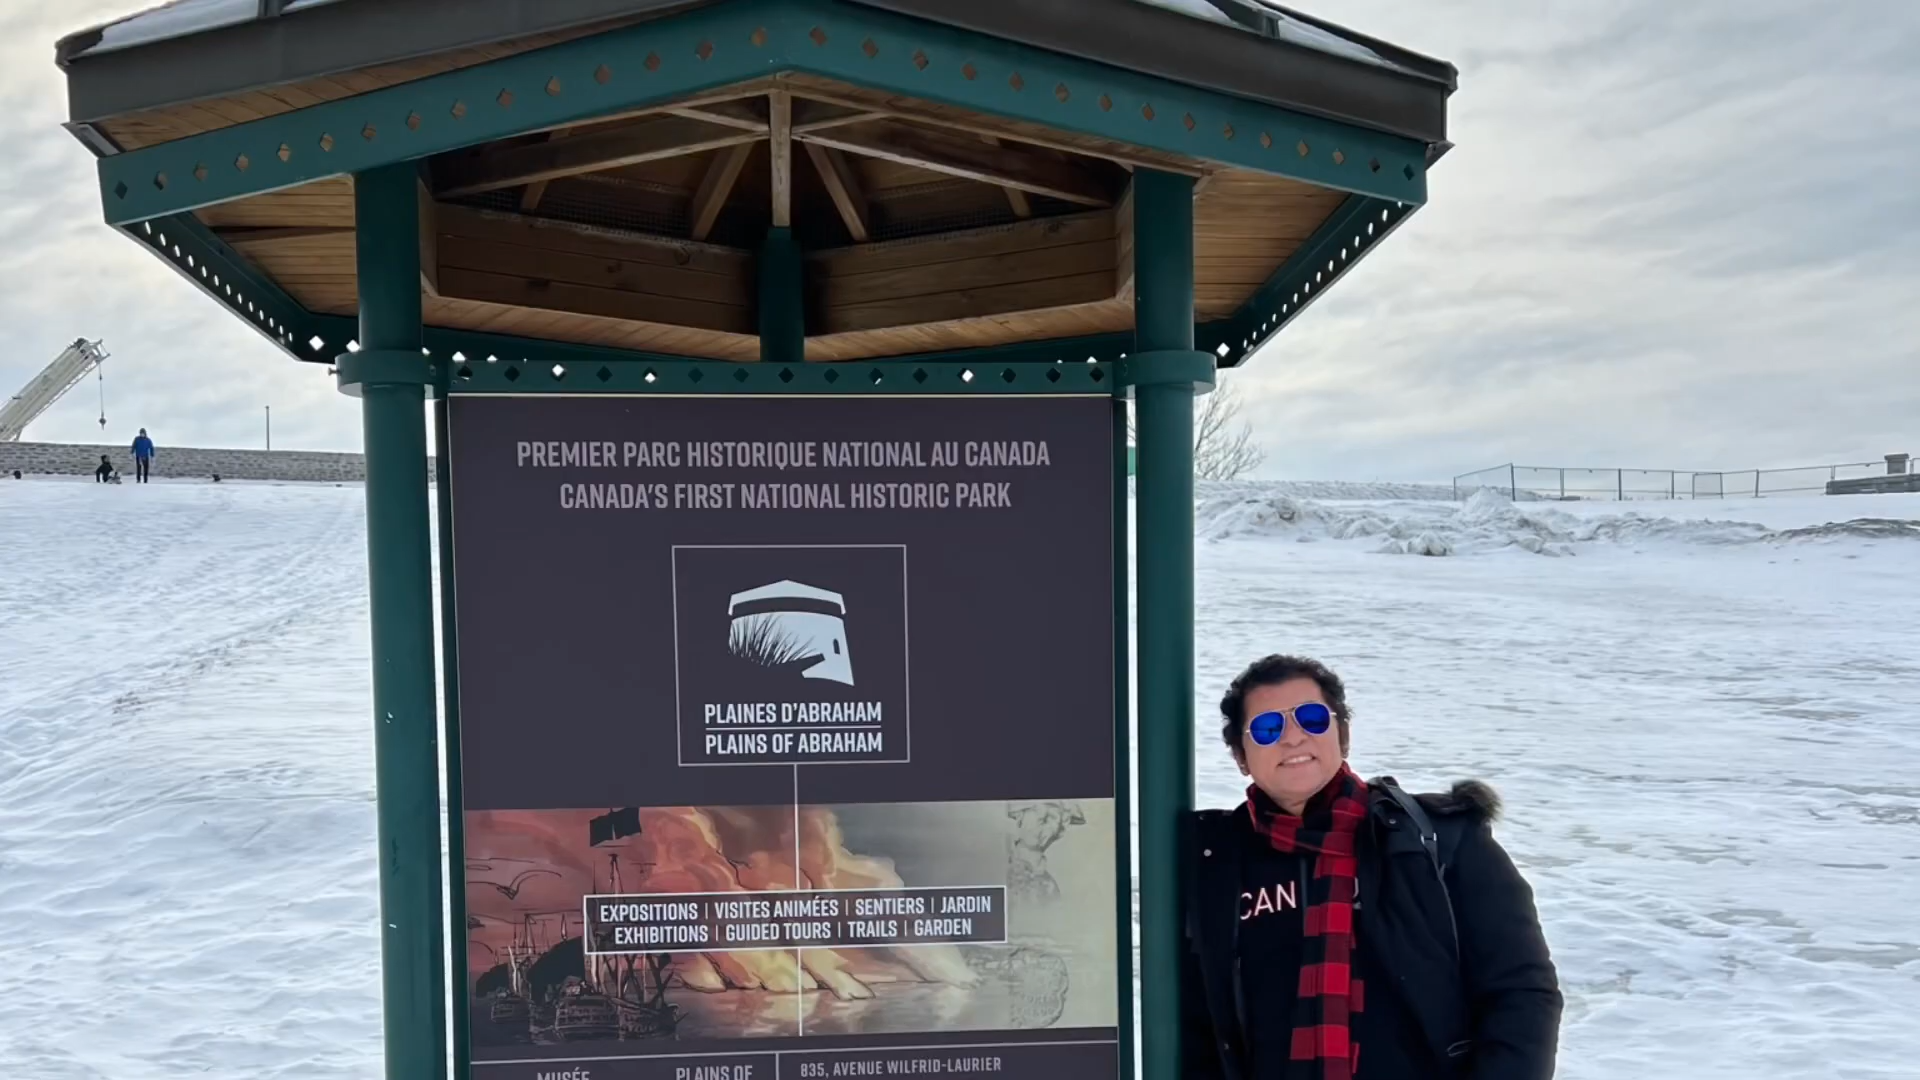 PREMIER PARC HISTORIQUE NATIONAL AU CANADA
CANADA'S FIRST NATIONAL HISTORIC PARK
PLAINES D'ABRAHAM
PLAINS OF ABRAHAM
EXPOSITIONS | VISITES ANIMÉES | SENTIERS | JARDIN
EXHIBITIONS | GUIDED TOURS | TRAILS | GARDEN
MUSÉE PLAINS OF
835, AVENUE WILFRID-LAURIER
CAN